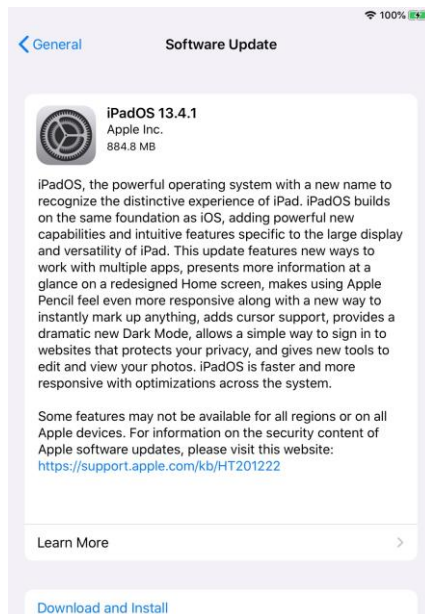 100%
General
Software Update
iPadOS 13.4.1
Apple Inc.
884.8 MB
iPadOS, the powerful operating system with a new name to
recognize the distinctive experience of iPad. iPadOS builds
on the same foundation as iOS, adding powerful new
capabilities and intuitive features specific to the large display
and versatility of iPad. This update features new ways to
work with multiple apps, presents more information at a
glance on a redesigned Home screen, makes using Apple
Pencil feel even more responsive along with a new way to
instantly mark up anything, adds cursor support, provides a
dramatic new Dark Mode, allows a simple way to sign in to
websites that protects your privacy, and gives new tools to
edit and view your photos. iPadOS is faster and more
responsive with optimizations across the system.
Some features may not be available for all regions or on all
Apple devices. For information on the security content of
Apple software updates, please visit this website:
https://support.apple.com/kb/HT201222
Learn More
Download and Install